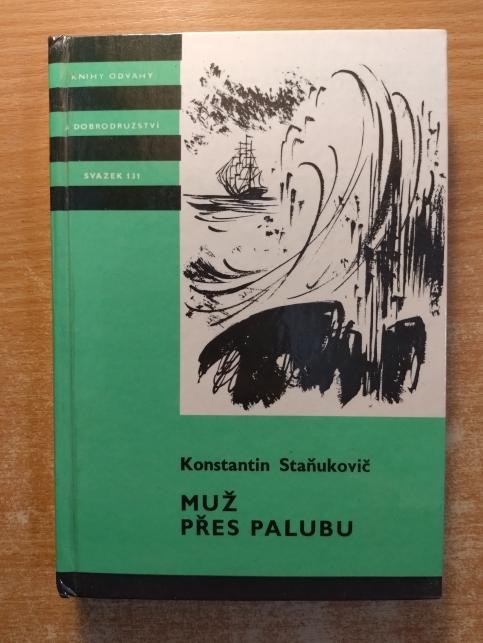 KNIHY ODVAHY
A DOBRODRUŽSTVÍ
SVAZEK 131
Konstantin Staňukovič
MUŽ
PŘES PALUBU